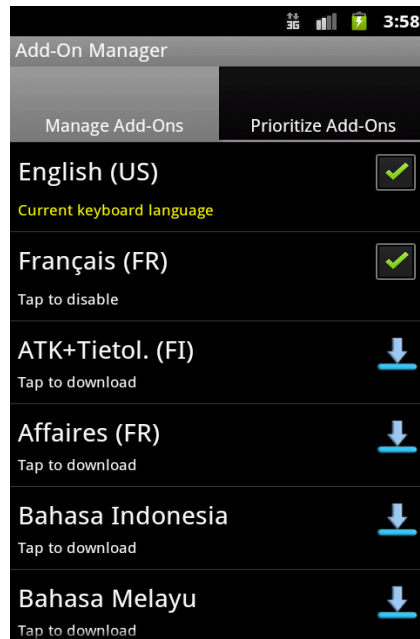 3G 3:58
Add-On Manager
Manage Add-Ons Prioritize Add-Ons
English (US)
Current keyboard language
Français (FR)
Tap to disable
ATK+Tietol. (FI)
Tap to download
Affaires (FR)
Tap to download
Bahasa Indonesia
Tap to download
Bahasa Melayu
Tap to download